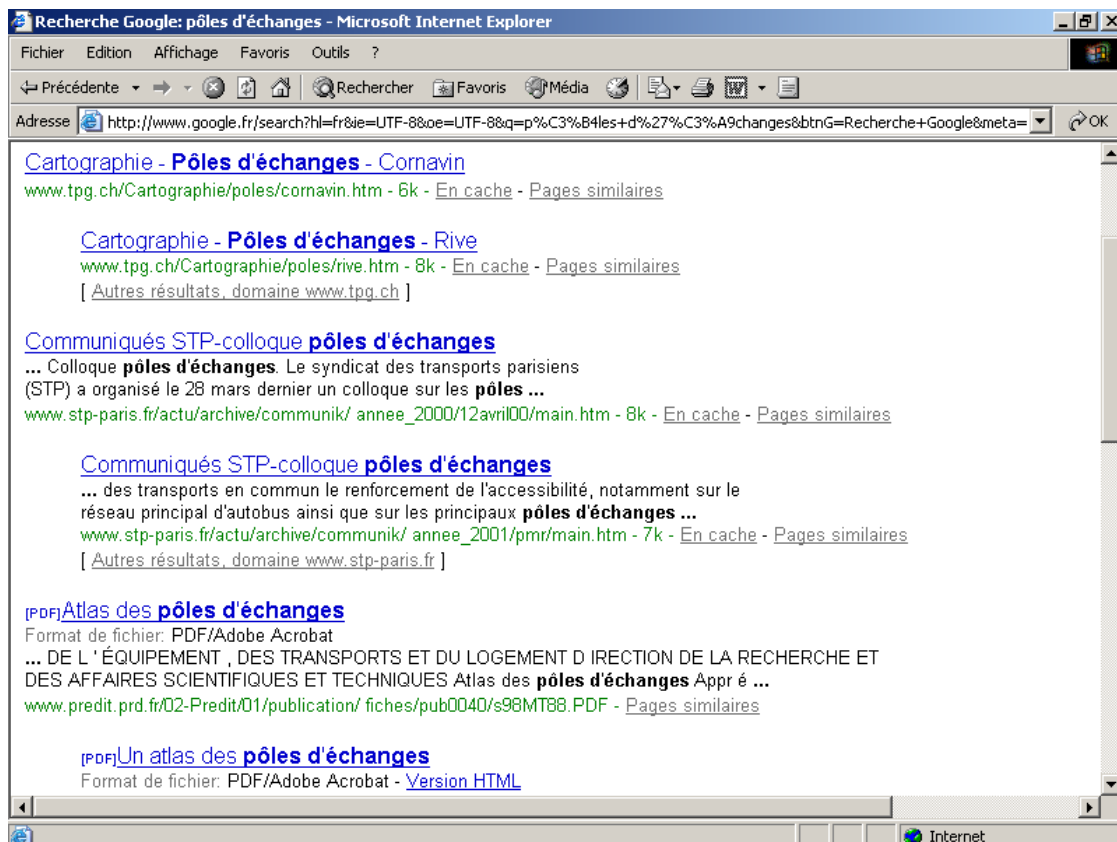 Recherche Google: pôles d'échanges - Microsoft Internet Explorer
Fichier Edition Affichage Favoris Outils ?
Précédente Rechercher Favoris Média
Adresse http://www.google.fr/search?hl=fr&ie=UTF-8&oe=UTF-8&q=p%C3%B4les+d%27%C3%A9changes&btnG=Recherche+Google&meta= OK
Cartographie - Pôles d'échanges - Cornavin
www.tpg.ch/Cartographie/poles/cornavin.htm - 6k - En cache - Pages similaires
Cartographie - Pôles d'échanges - Rive
www.tpg.ch/Cartographie/poles/rive.htm - 8k - En cache - Pages similaires
[ Autres résultats, domaine www.tpg.ch ]
Communiqués STP-colloque pôles d'échanges
... Colloque pôles d'échanges. Le syndicat des transports parisiens
(STP) a organisé le 28 mars dernier un colloque sur les pôles ...
www.stp-paris.fr/actu/archive/communik/ annee_2000/12avril00/main.htm - 8k - En cache - Pages similaires
Communiqués STP-colloque pôles d'échanges
... des transports en commun le renforcement de l'accessibilité, notamment sur le
réseau principal d'autobus ainsi que sur les principaux pôles d'échanges ...
www.stp-paris.fr/actu/archive/communik/ annee_2001/pmr/main.htm - 7k - En cache - Pages similaires
[ Autres résultats, domaine www.stp-paris.fr ]
[PDF]Atlas des pôles d'échanges
Format de fichier: PDF/Adobe Acrobat
... DE L ' ÉQUIPEMENT , DES TRANSPORTS ET DU LOGEMENT D IRECTION DE LA RECHERCHE ET
DES AFFAIRES SCIENTIFIQUES ET TECHNIQUES Atlas des pôles d'échanges Appr é ...
www.predit.prd.fr/02-Predit/01/publication/ fiches/pub0040/s98MT88.PDF - Pages similaires
[PDF]Un atlas des pôles d'échanges
Format de fichier: PDF/Adobe Acrobat - Version HTML
Internet